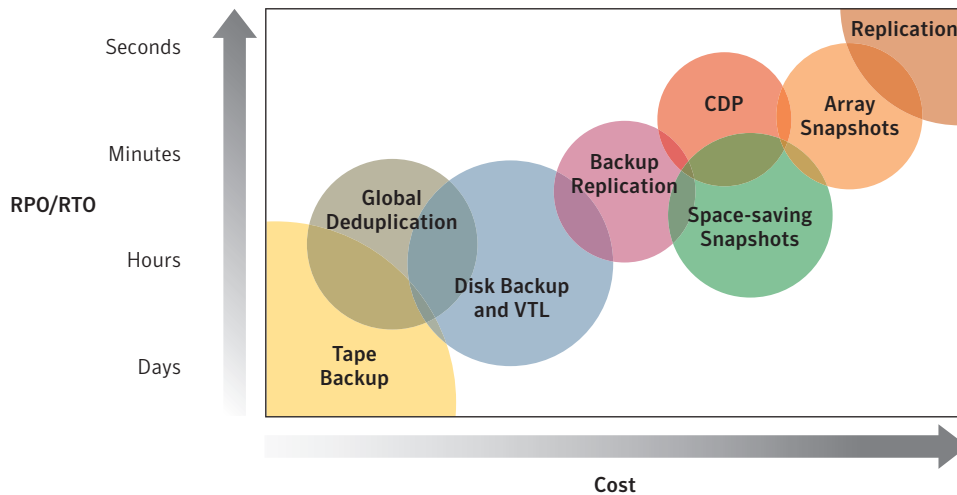 Seconds
Minutes
RPO/RTO
Hours
Days
Replication
CDP
Array
Snapshots
Backup
Replication
Global
Deduplication
Space-saving
Snapshots
Disk Backup
and VTL
Tape
Backup
Cost